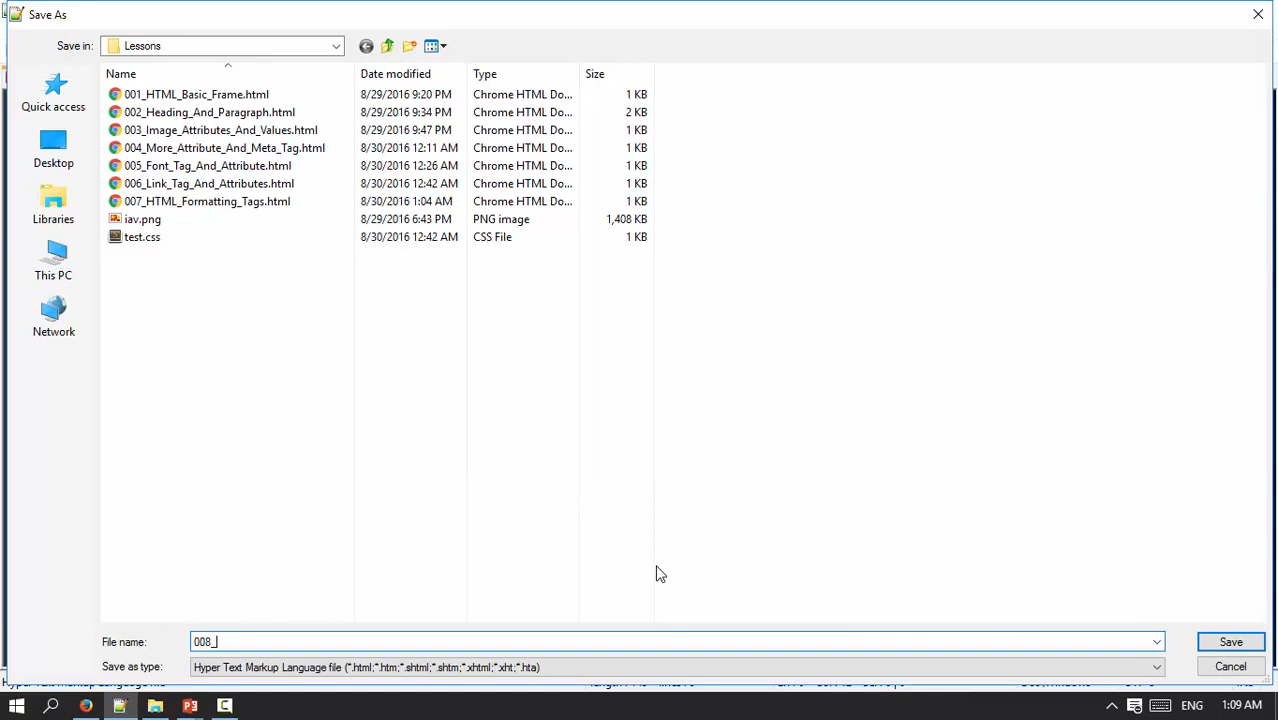 Save As
Save in: Lessons
Name Date modified Type Size
Quick access
Desktop
Libraries
This PC
Network
001_HTML_Basic_Frame.html 8/29/2016 9:20 PM Chrome HTML Do... 1 KB
002_Heading_And_Paragraph.html 8/29/2016 9:34 PM Chrome HTML Do... 2 KB
003_Image_Attributes_And_Values.html 8/29/2016 9:47 PM Chrome HTML Do... 1 KB
004_More_Attribute_And_Meta_Tag.html 8/30/2016 12:11 AM Chrome HTML Do... 1 KB
005_Font_Tag_And_Attribute.html 8/30/2016 12:26 AM Chrome HTML Do... 1 KB
006_Link_Tag_And_Attributes.html 8/30/2016 12:42 AM Chrome HTML Do... 1 KB
007_HTML_Formatting_Tags.html 8/30/2016 1:04 AM Chrome HTML Do... 1 KB
iav.png 8/29/2016 6:43 PM PNG image 1,408 KB
test.css 8/30/2016 12:42 AM CSS File 1 KB
File name: 008_ Save
Save as type: Hyper Text Markup Language file (*.html;*.htm;*.shtml;*.shtm;*.xhtml;*.xht;*.hta) Cancel
ENG 1:09 AM